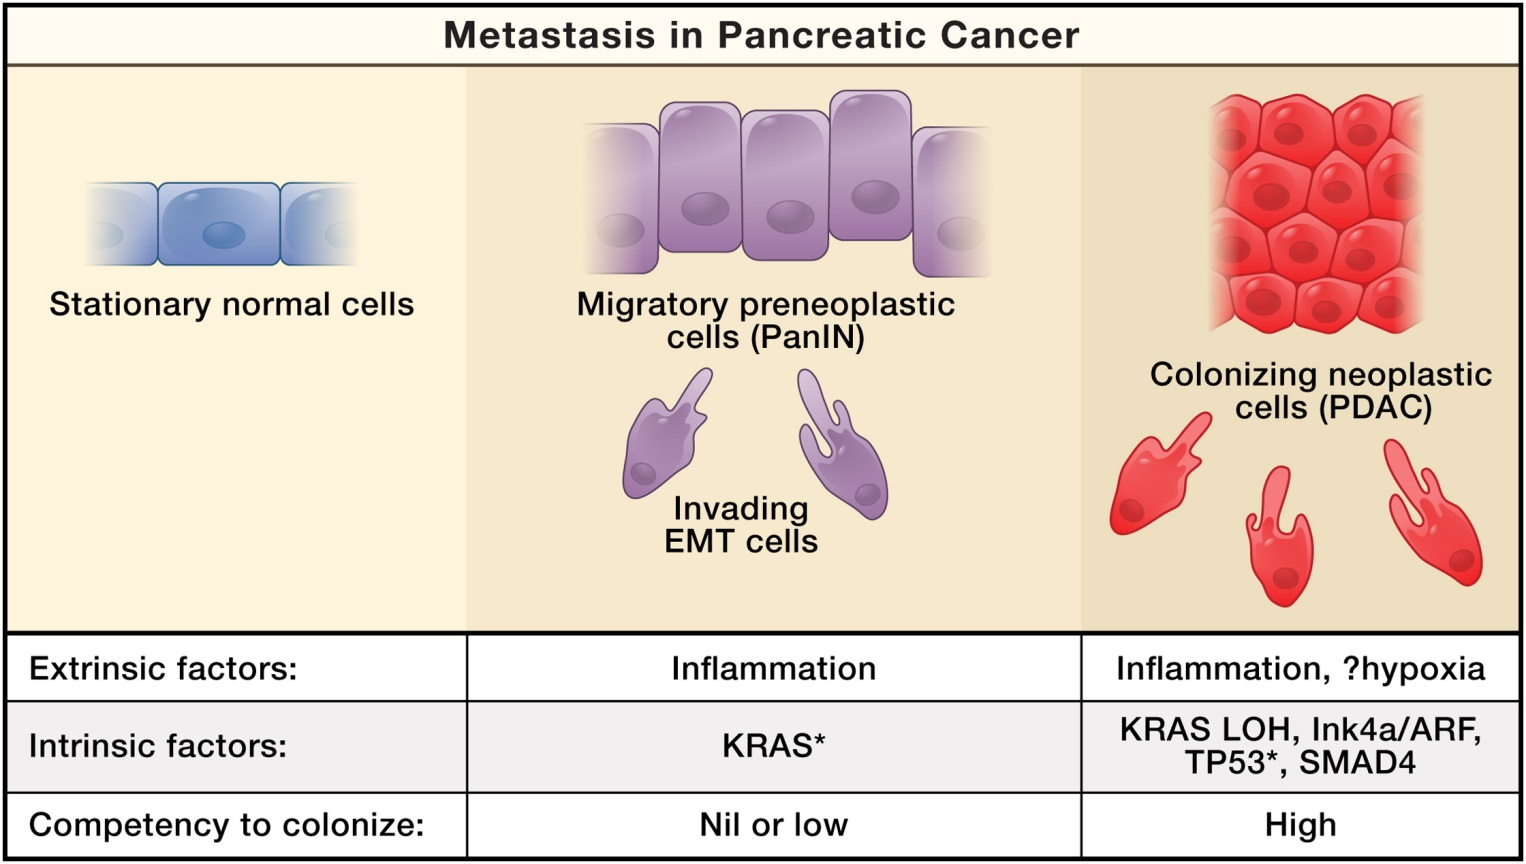 Metastasis in Pancreatic Cancer
Stationary normal cells
Migratory preneoplastic
cells (PanIN)
Invading
EMT cells
Colonizing neoplastic
cells (PDAC)
Extrinsic factors:
Inflammation
Inflammation, ?hypoxia
Intrinsic factors:
KRAS*
KRAS LOH, Ink4a/ARF,
TP53*, SMAD4
Competency to colonize:
Nil or low
High